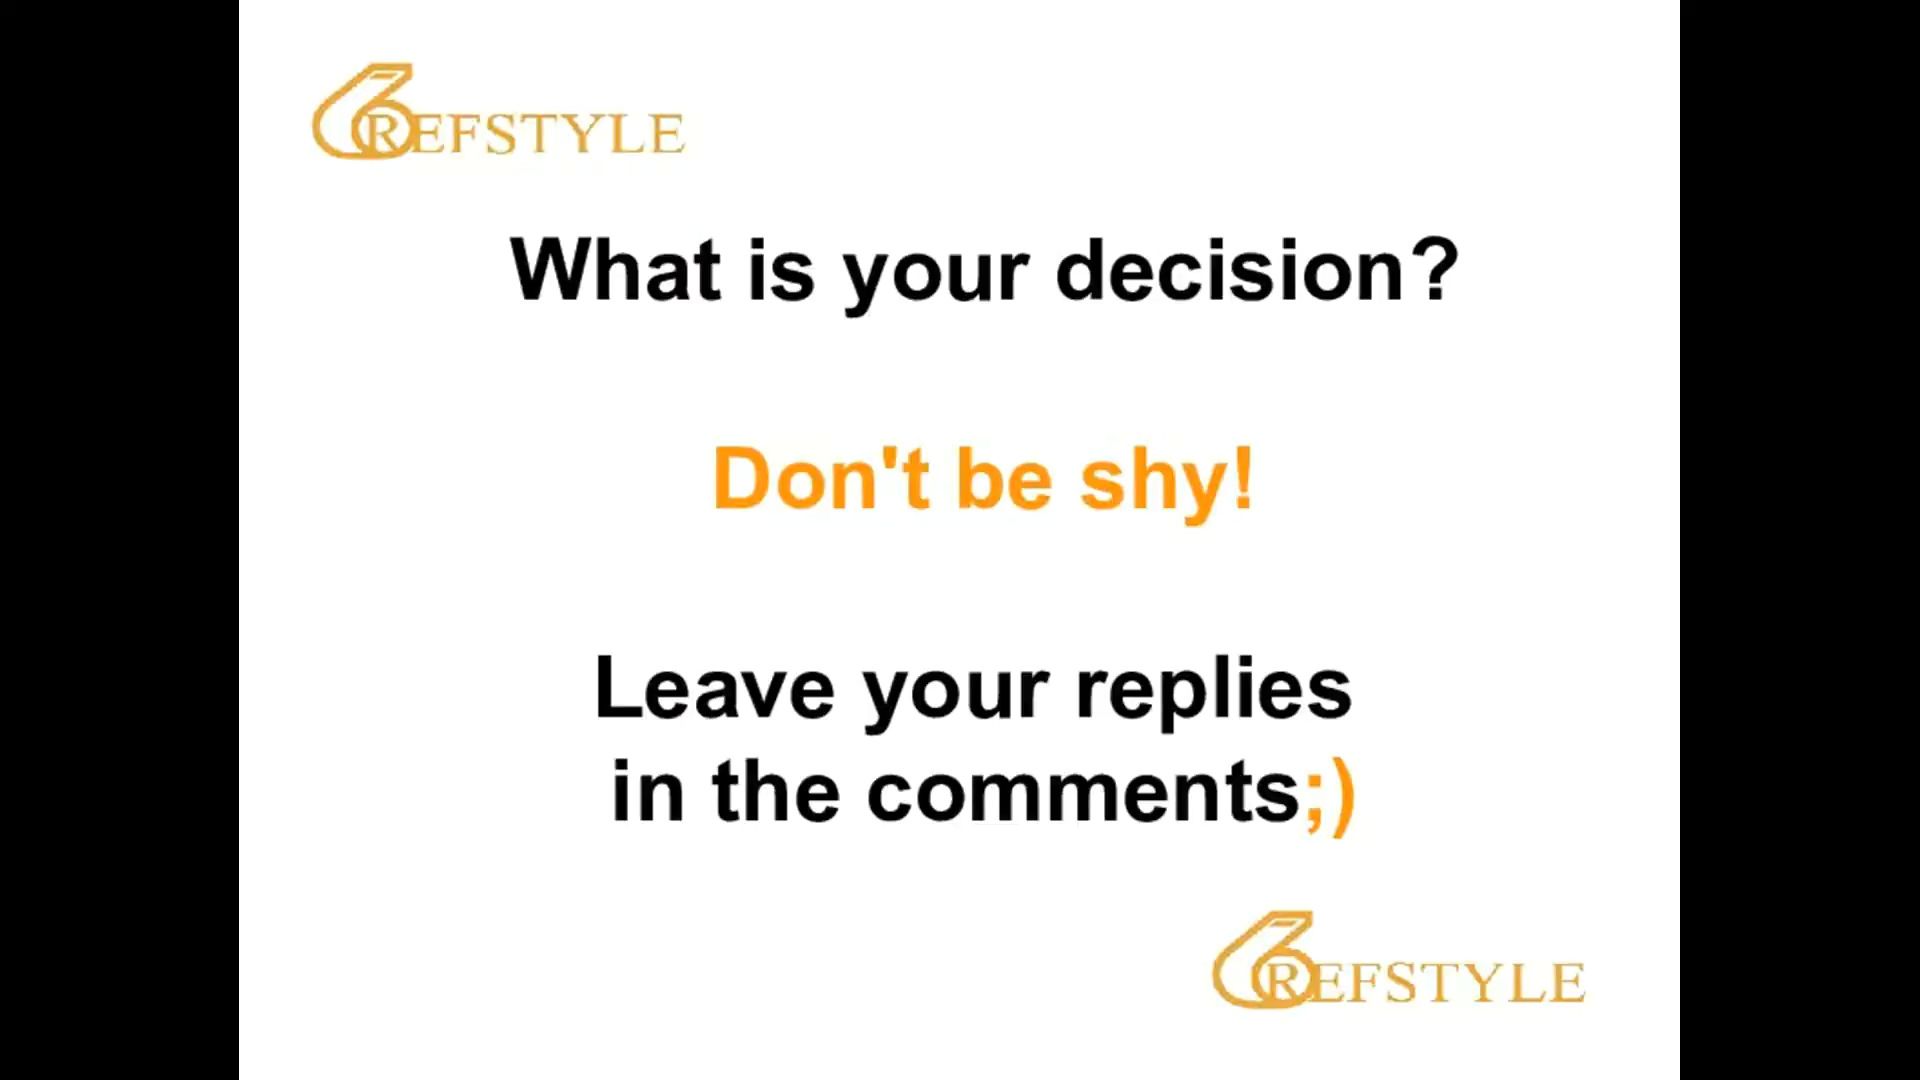 REFSTYLE
What is your decision?
Don't be shy!
Leave your replies
in the comments;)
REFSTYLE